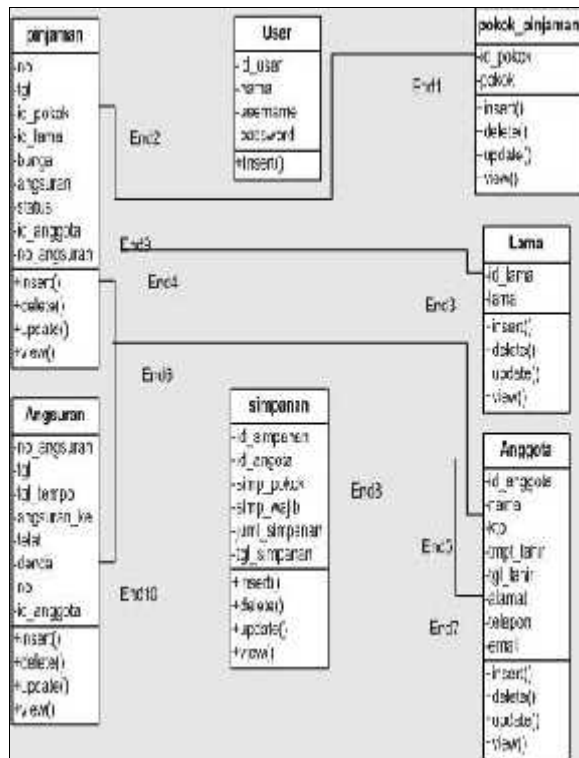 pinjaman
-no
-tgl
-id_pokok
-id_lama
-bunga
-angsuran
-status
-id_anggota
-no_angsuran
+insert()
+delete()
+update()
+view()
User
-id_user
-nama
-username
-password
+insert()
pokok_pinjaman
-id_pokok
-pokok
-insert()
-delete()
-update()
-view()
End1
End2
End9
End4
End3
End6
Lama
-id_lama
-lama
-insert()
-delete()
-update()
-view()
Angsuran
-no_angsuran
-tgl
-tgl_tempo
-angsuran_ke
-telat
-denda
-no
-id_anggota
+insert()
+delete()
+update()
+view()
End10
simpanan
-id_simpanan
-id_angota
-simp_pokok
-simp_wajib
-juml_simpanan
-tgl_simpanan
+insert()
+delete()
+update()
+view()
End8
End5
End7
Anggota
-id_anggota
-nama
-ktp
-tmpt_lahir
-tgl_lahir
-alamat
-telepon
-email
-insert()
-delete()
-update()
-view()